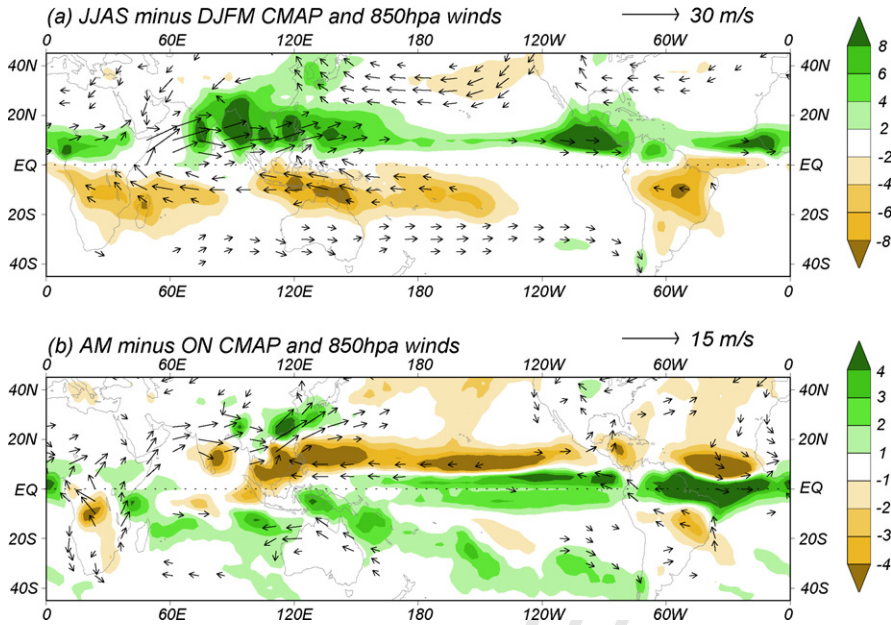 (a) JJAS minus DJFM CMAP and 850hpa winds
30 m/s
60E 120E 180 120W 60W
40N
20N
EQ
20S
40S
40N
20N
EQ
20S
40S
0 60E 120E 180 120W 60W 0
8
6
4
2
-2
-4
-6
-8
(b) AM minus ON CMAP and 850hpa winds
15 m/s
0 60E 120E 180 120W 60W 0
40N
20N
EQ
20S
40S
40N
20N
EQ
20S
40S
0 60E 120E 180 120W 60W 0
4
3
2
1
-1
-2
-3
-4